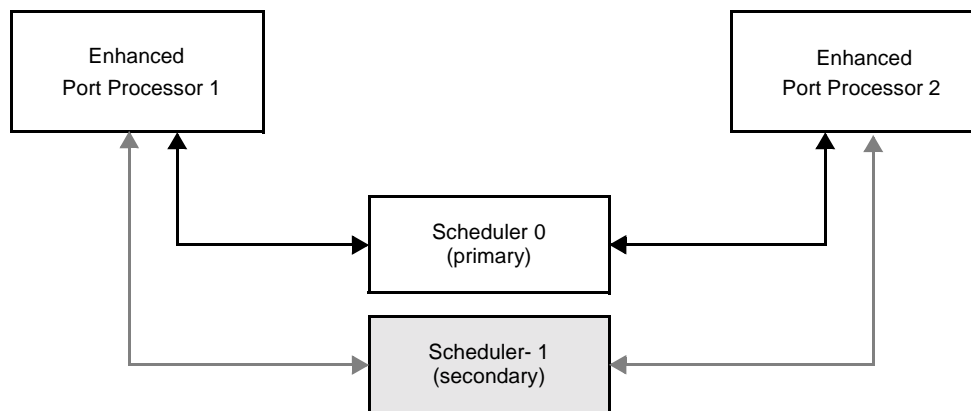 Enhanced
Port Processor 1
Enhanced
Port Processor 2
Scheduler 0
(primary)
Scheduler- 1
(secondary)